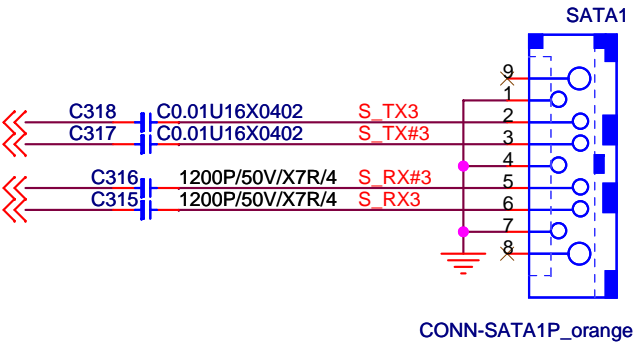 SATA1
9
1
C318 C0.01U16X0402 S_TX3 2
C317 C0.01U16X0402 S_TX#3 3
4
C316 1200P/50V/X7R/4 S_RX#3 5
C315 1200P/50V/X7R/4 S_RX3 6
7
8
CONN-SATA1P_orange